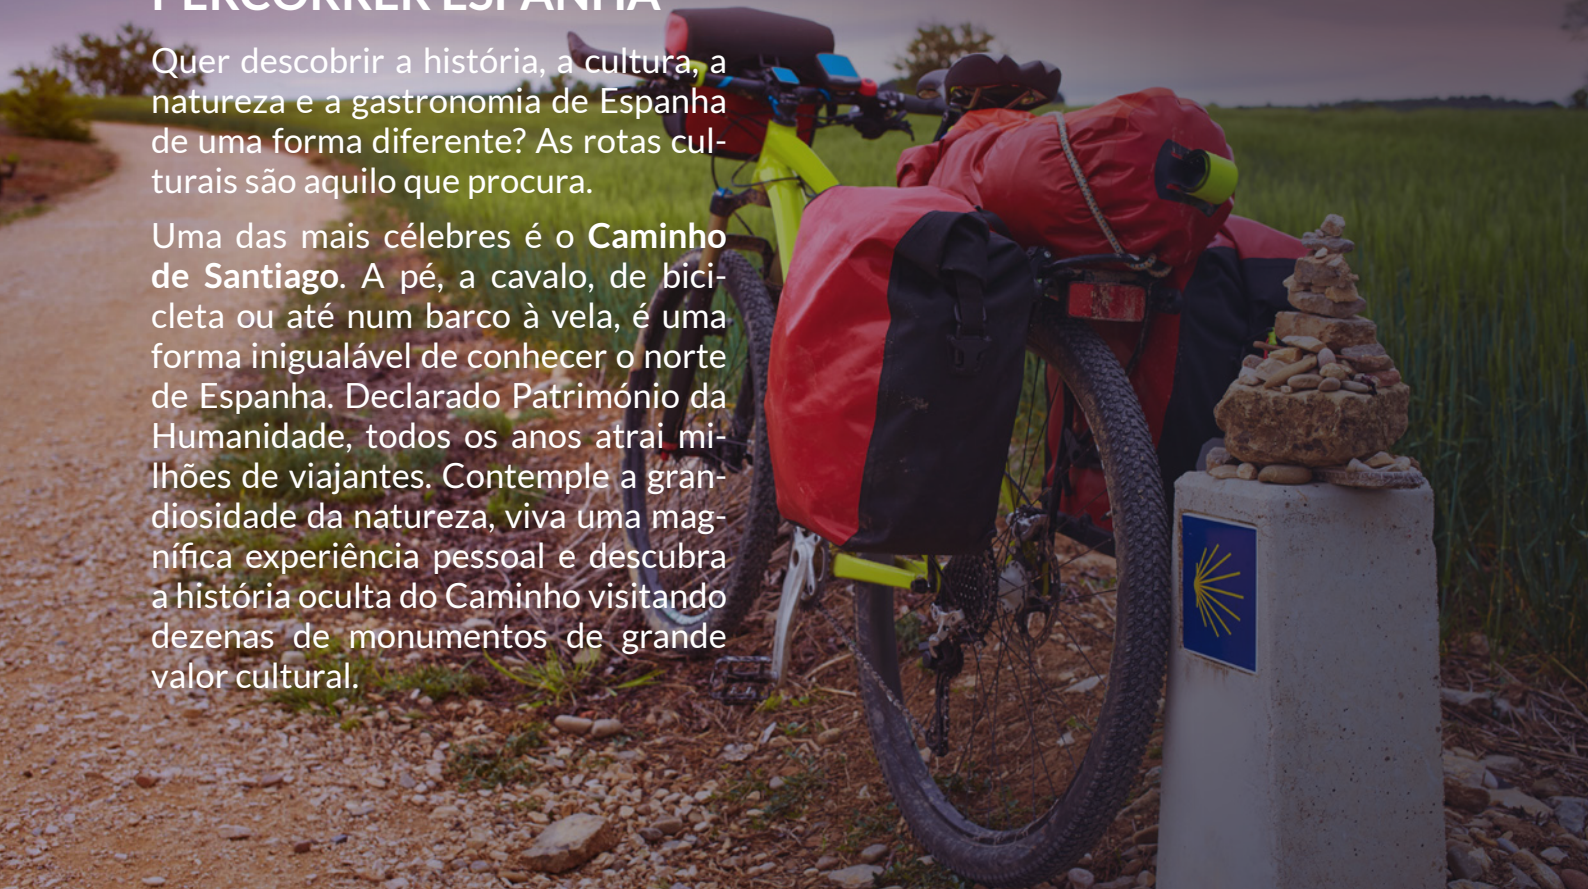 PERCORRER ESPANHA
Quer descobrir a história, a cultura, a
natureza e a gastronomia de Espanha
de uma forma diferente? As rotas cul-
turais são aquilo que procura.
Uma das mais célebres é o Caminho
de Santiago. A pé, a cavalo, de bici-
cleta ou até num barco à vela, é uma
forma inigualável de conhecer o norte
de Espanha. Declarado Património da
Humanidade, todos os anos atrai mi-
lhões de viajantes. Contemple a gran-
diosidade da natureza, viva uma mag-
nífica experiência pessoal e descubra
a história oculta do Caminho visitando
dezenas de monumentos de grande
valor cultural.